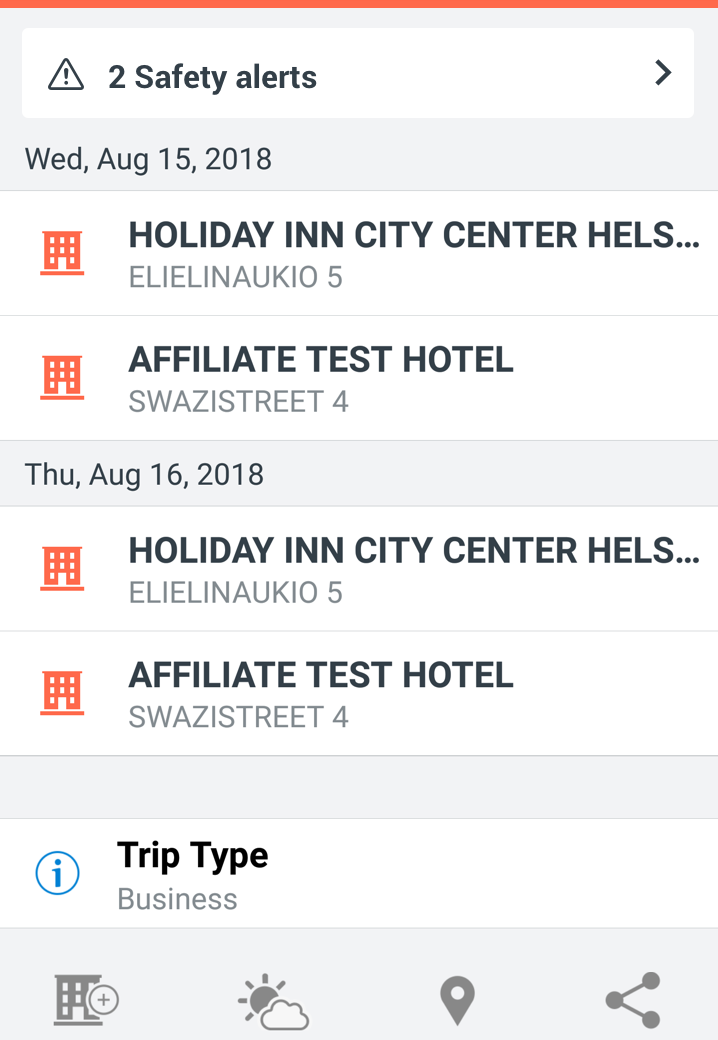 2 Safety alerts
Wed, Aug 15, 2018
HOLIDAY INN CITY CENTER HELS...
ELIELINAUKIO 5
AFFILIATE TEST HOTEL
SWAZISTREET 4
Thu, Aug 16, 2018
HOLIDAY INN CITY CENTER HELS...
ELIELINAUKIO 5
AFFILIATE TEST HOTEL
SWAZISTREET 4
Trip Type
Business